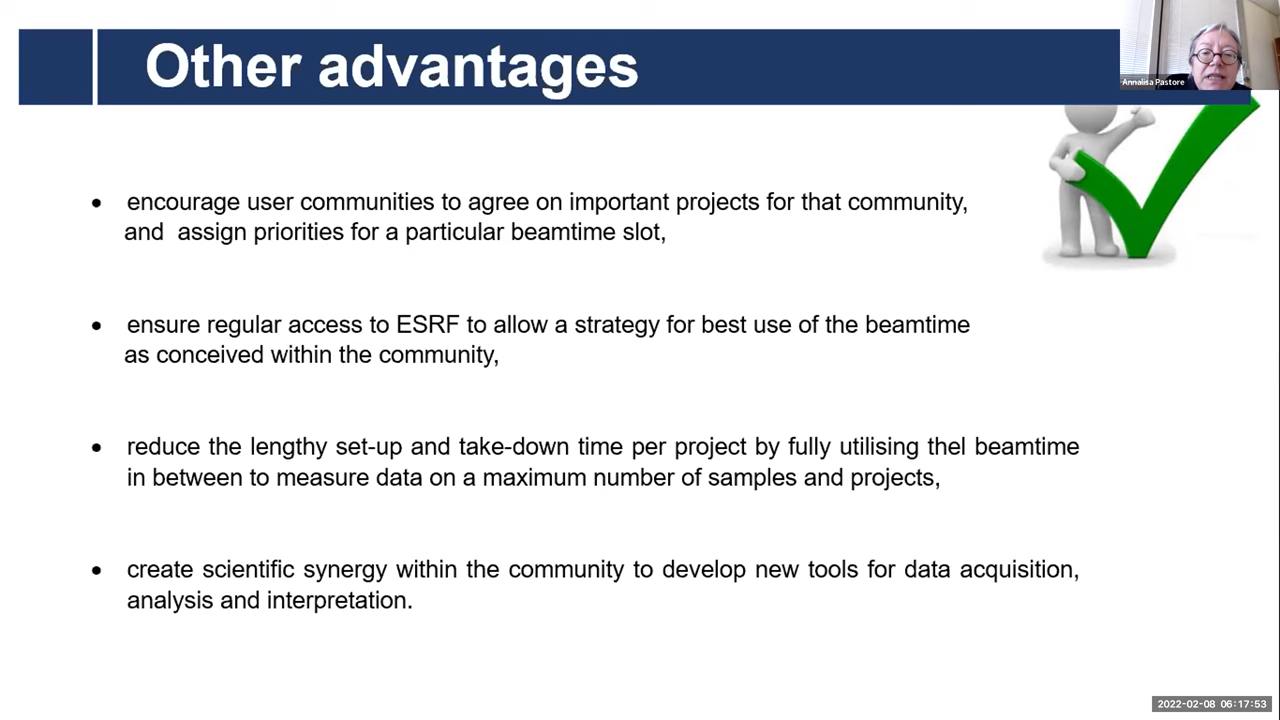 Other advantages
Annalisa Pastore
• encourage user communities to agree on important projects for that community,
and assign priorities for a particular beamtime slot,
• ensure regular access to ESRF to allow a strategy for best use of the beamtime
as conceived within the community,
• reduce the lengthy set-up and take-down time per project by fully utilising thel beamtime
in between to measure data on a maximum number of samples and projects,
• create scientific synergy within the community to develop new tools for data acquisition,
analysis and interpretation.
2022-02-08 06:17:53